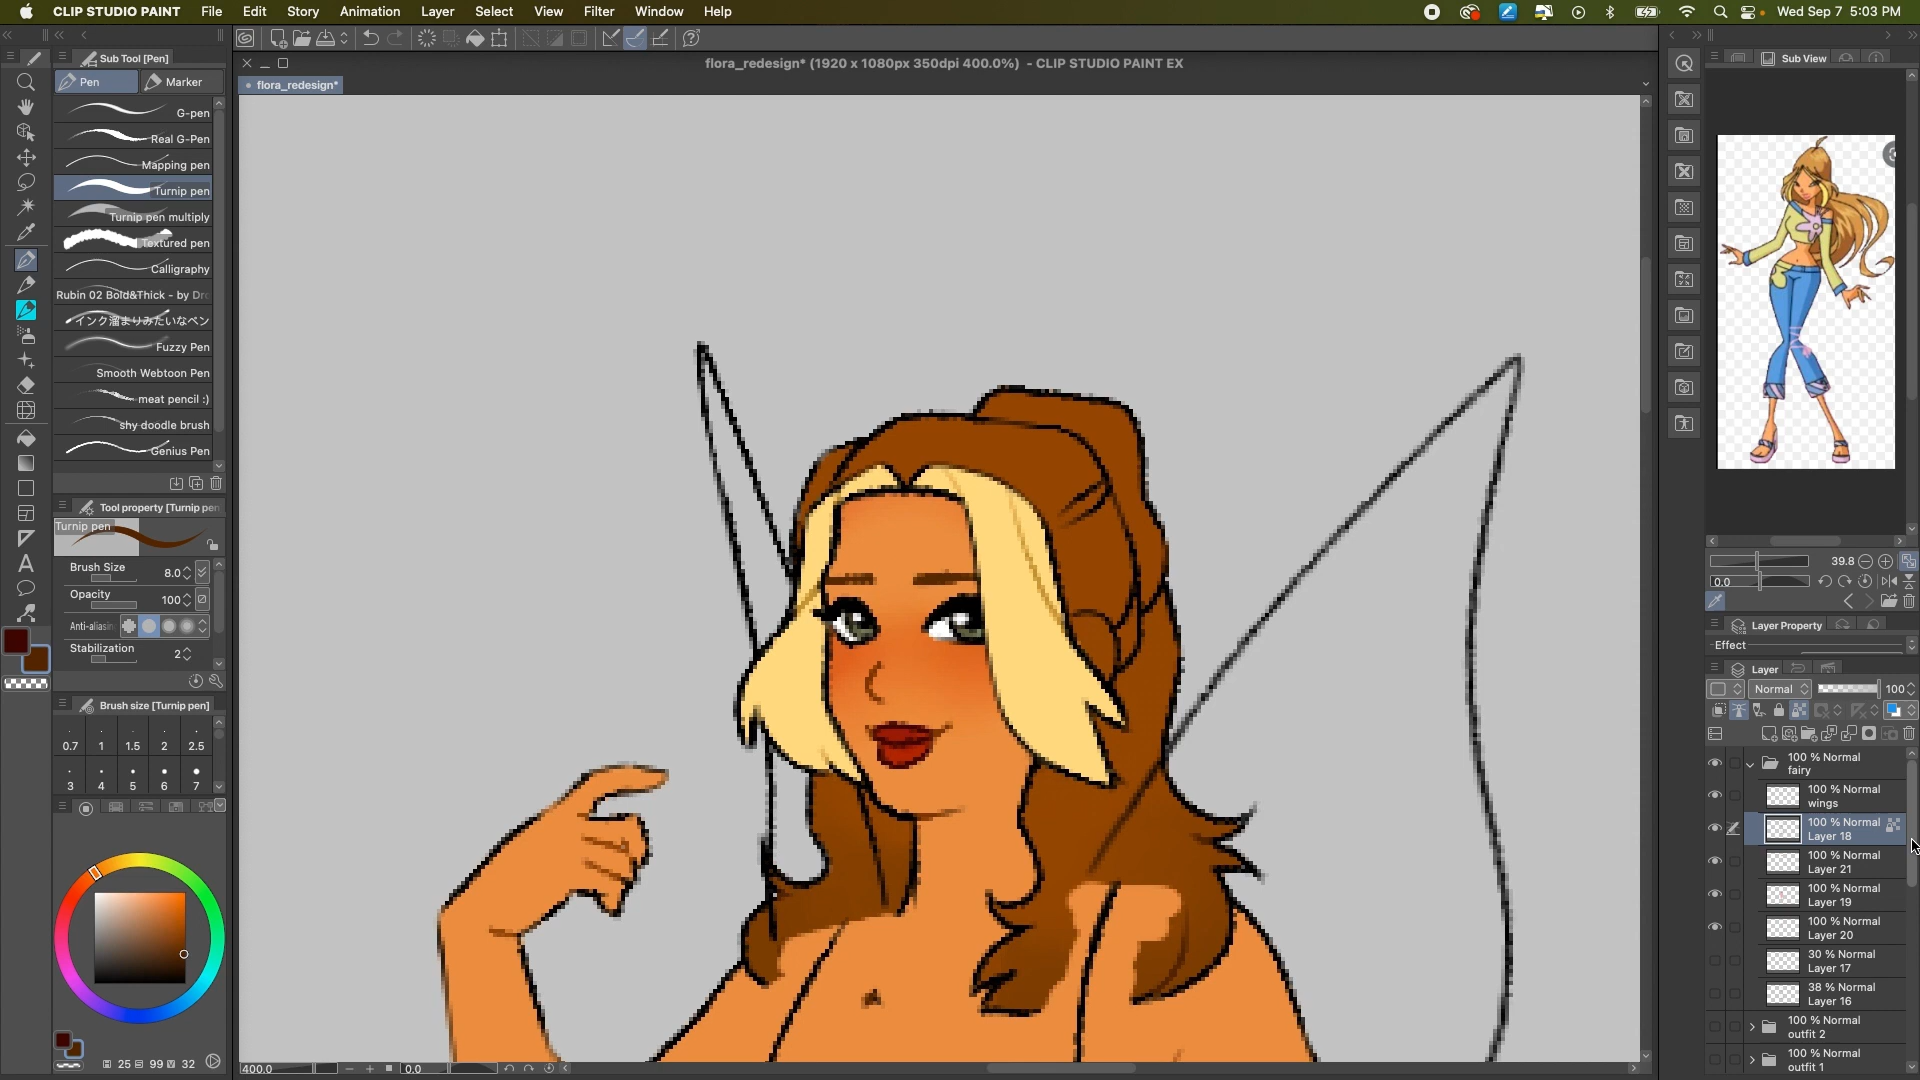 CLIP STUDIO PAINT File Edit Story Animation Layer Select View Filter Window Help Wed Sep 7 5:03 PM
Sub Tool [Pen]
Sub View
flora_redesign* (1920 x 1080px 350dpi 400.0%) - CLIP STUDIO PAINT EX
Pen
Marker
flora_redesign*
G-pen
Real G-Pen
Mapping pen
Turnip pen
Turnip pen multiply
Textured pen
Calligraphy
Rubin 02 Bold&Thick - by Dr
インク溜まりみたいなペン
Fuzzy Pen
Smooth Webtoon Pen
meat pencil :)
shy doodle brush
Genius Pen
Tool property [Turnip pen
Turnip pen
Brush Size 8.0
Opacity 100
Anti-aliasin
Stabilization 2
Brush size [Turnip pen]
0.7 1 1.5 2 2.5
3 4 5 6 7
25 99 32
400.0 0.0
39.8
0.0
Layer Property
Effect
Layer
Normal 100
100 % Normal
fairy
100 % Normal
wings
100 % Normal
Layer 18
100 % Normal
Layer 21
100 % Normal
Layer 19
100 % Normal
Layer 20
30 % Normal
Layer 17
38 % Normal
Layer 16
100 % Normal
outfit 2
100 % Normal
outfit 1